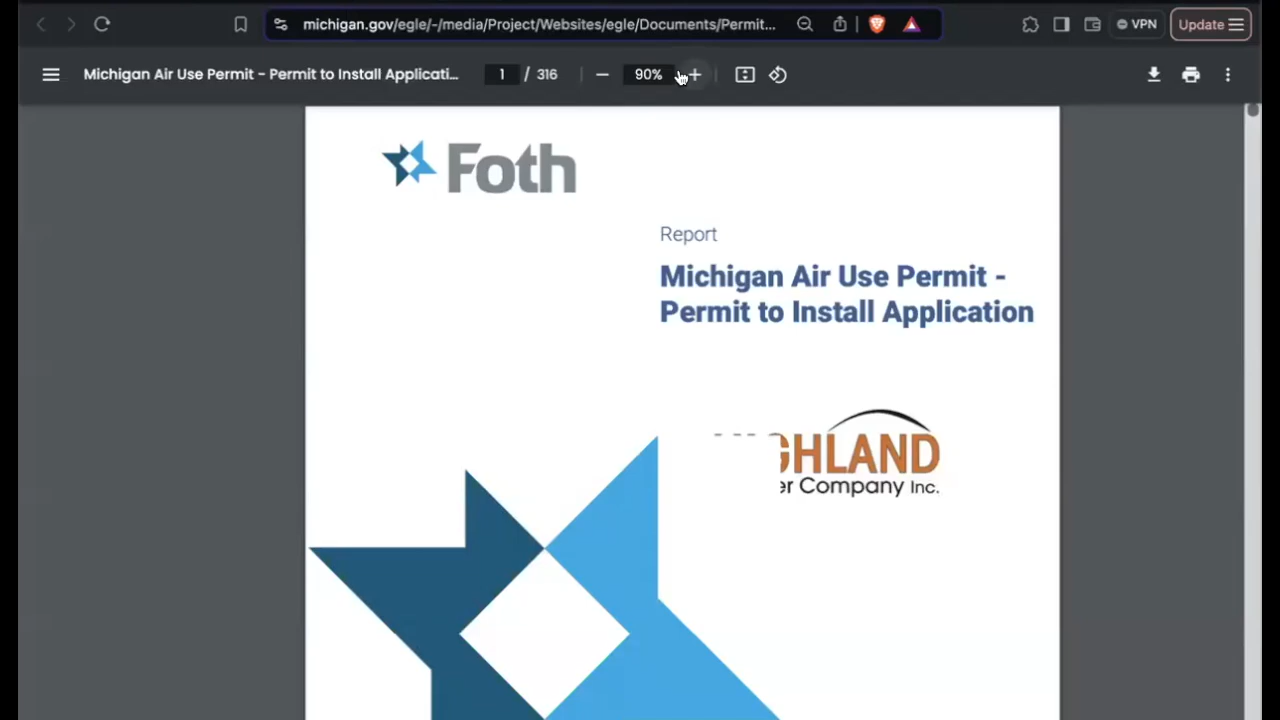 michigan.gov/egle/-/media/Project/Websites/egle/Documents/Permit...
VPN
Update
Michigan Air Use Permit - Permit to Install Applicati...
1 / 316
90%
Foth
Report
Michigan Air Use Permit -
Permit to Install Application
GHLAND
er Company Inc.